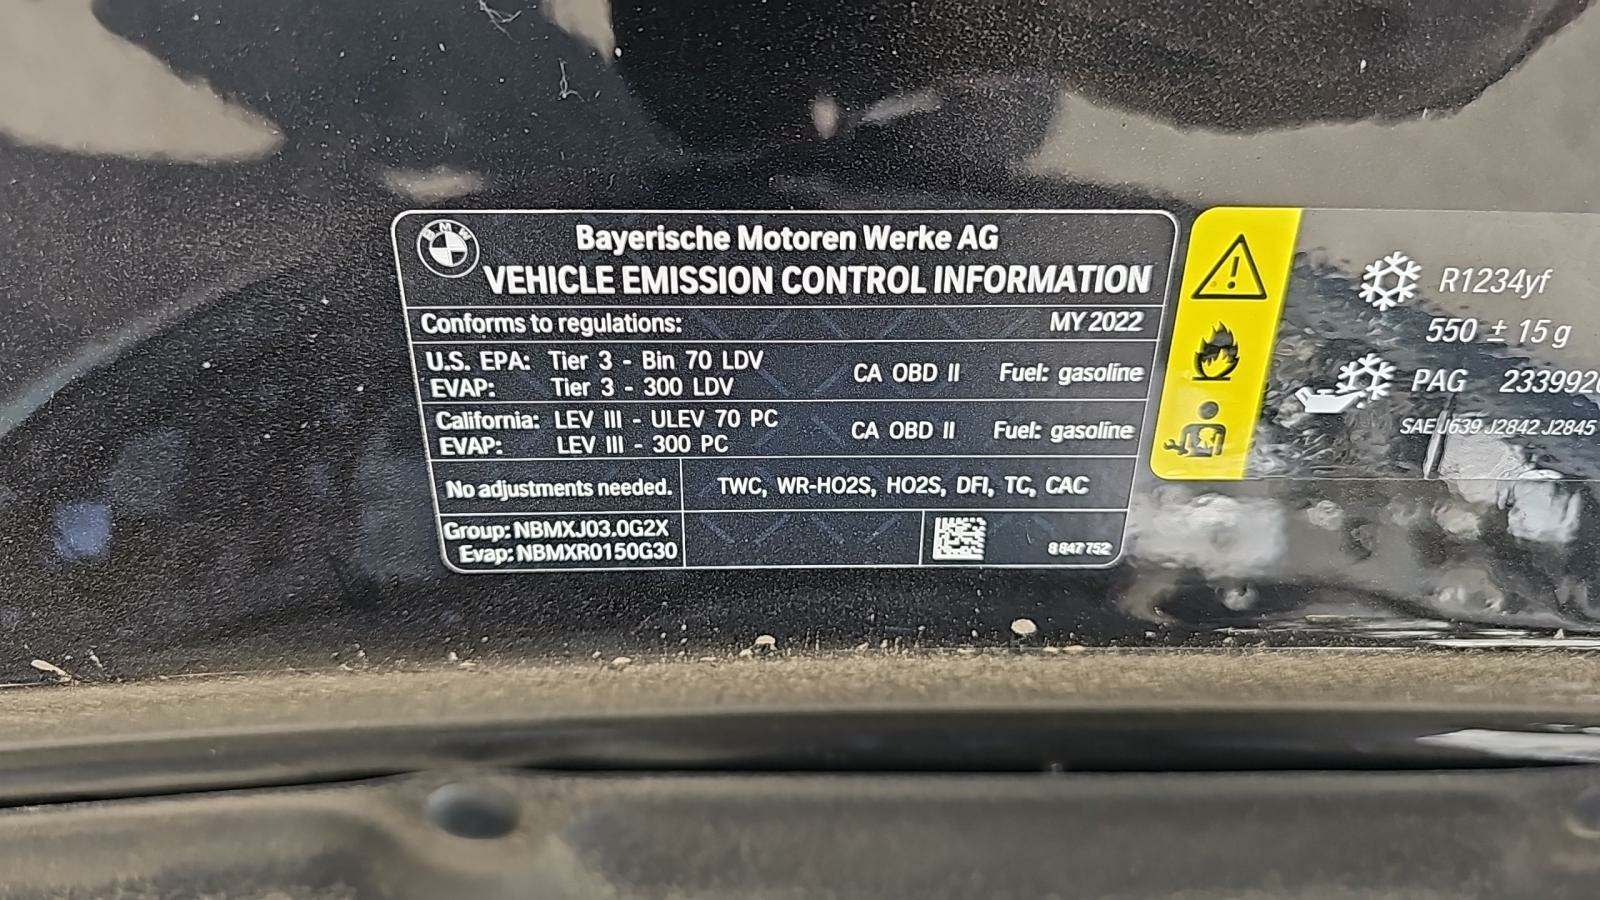 BMW
Bayerische Motoren Werke AG
VEHICLE EMISSION CONTROL INFORMATION
Conforms to regulations: MY 2022
U.S. EPA: Tier 3 - Bin 70 LDV
EVAP: Tier 3 - 300 LDV
CA OBD II Fuel: gasoline
California: LEV III - ULEV 70 PC
EVAP: LEV III - 300 PC
CA OBD II Fuel: gasoline
No adjustments needed. TWC, WR-HO2S, HO2S, DFI, TC, CAC
Group: NBMXJ03.0G2X
Evap: NBMXR0150G30
8 847 752
R1234yf
550 ± 15 g
PAG
SAE J639 J2842 J2845